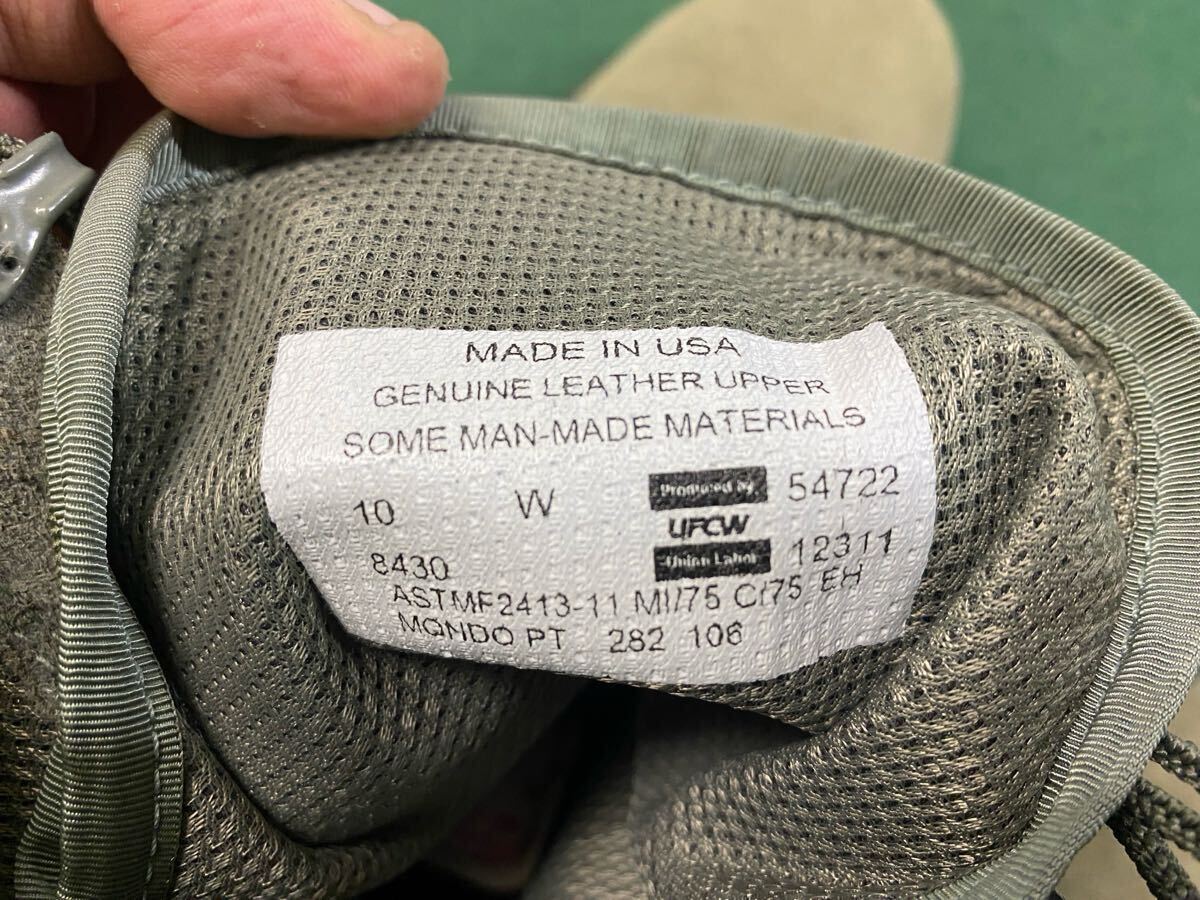 MADE IN USA
GENUINE LEATHER UPPER
SOME MAN-MADE MATERIALS
10 W Produced by 54722
UFCW
8430 Union Label 12311
ASTMF2413-11 MI/75 C/75 EH
MONDO PT 282 106